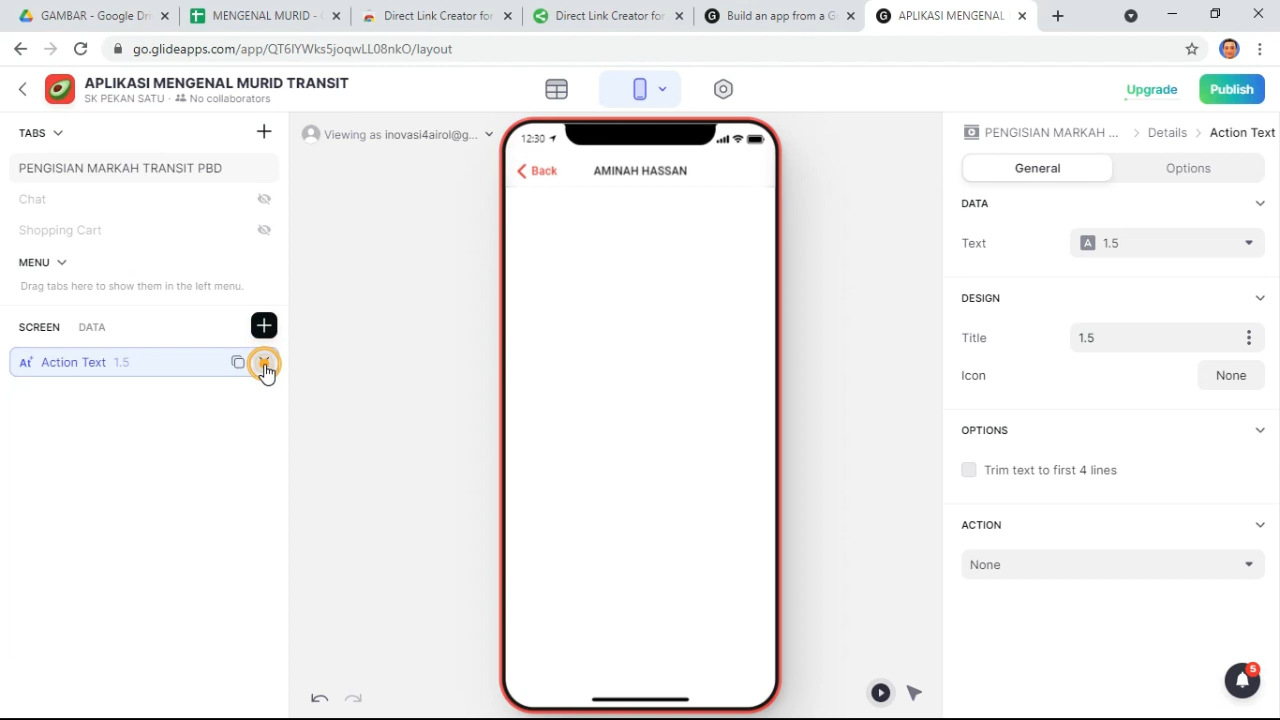 GAMBAR - Google Dri
MENGENAL MURID - G
Direct Link Creator for
Direct Link Creator for
Build an app from a G
APLIKASI MENGENAL
go.glideapps.com/app/QT6IYWks5joqwLL08nkO/layout
APLIKASI MENGENAL MURID TRANSIT
SK PEKAN SATU · No collaborators
Upgrade
Publish
TABS
PENGISIAN MARKAH TRANSIT PBD
Chat
Shopping Cart
MENU
Drag tabs here to show them in the left menu.
SCREEN DATA
Action Text 1.5
Viewing as inovasi4airol@g...
12:30
Back
AMINAH HASSAN
PENGISIAN MARKAH ... Details Action Text
General Options
DATA
Text 1.5
DESIGN
Title 1.5
Icon None
OPTIONS
Trim text to first 4 lines
ACTION
None
5